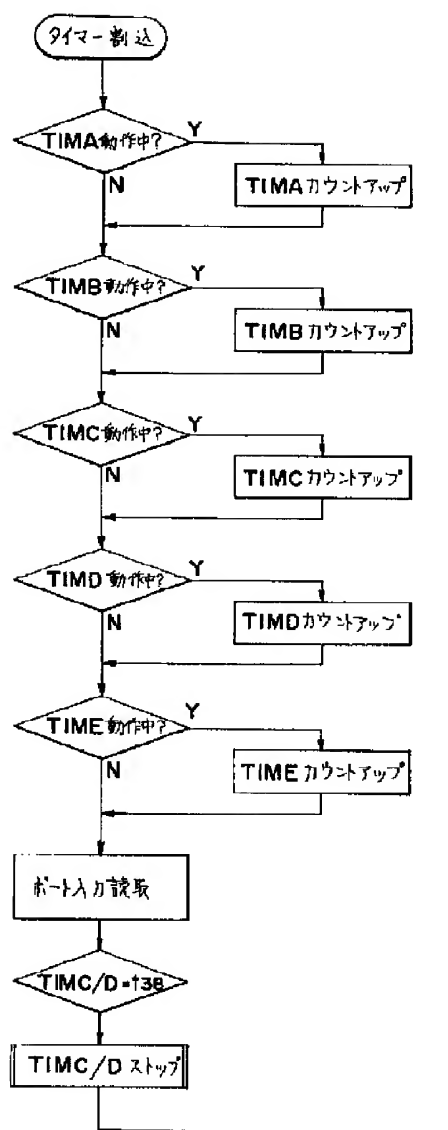 タイマー割込
TIMA動作中?
Y
N
TIMAカウントアップ
TIMB動作中?
Y
N
TIMBカウントアップ
TIMC動作中?
Y
N
TIMCカウントアップ
TIMD動作中?
Y
N
TIMDカウントアップ
TIME動作中?
Y
N
TIMEカウントアップ
ポート入力読取
TIMC/D=t38
TIMC/Dストップ